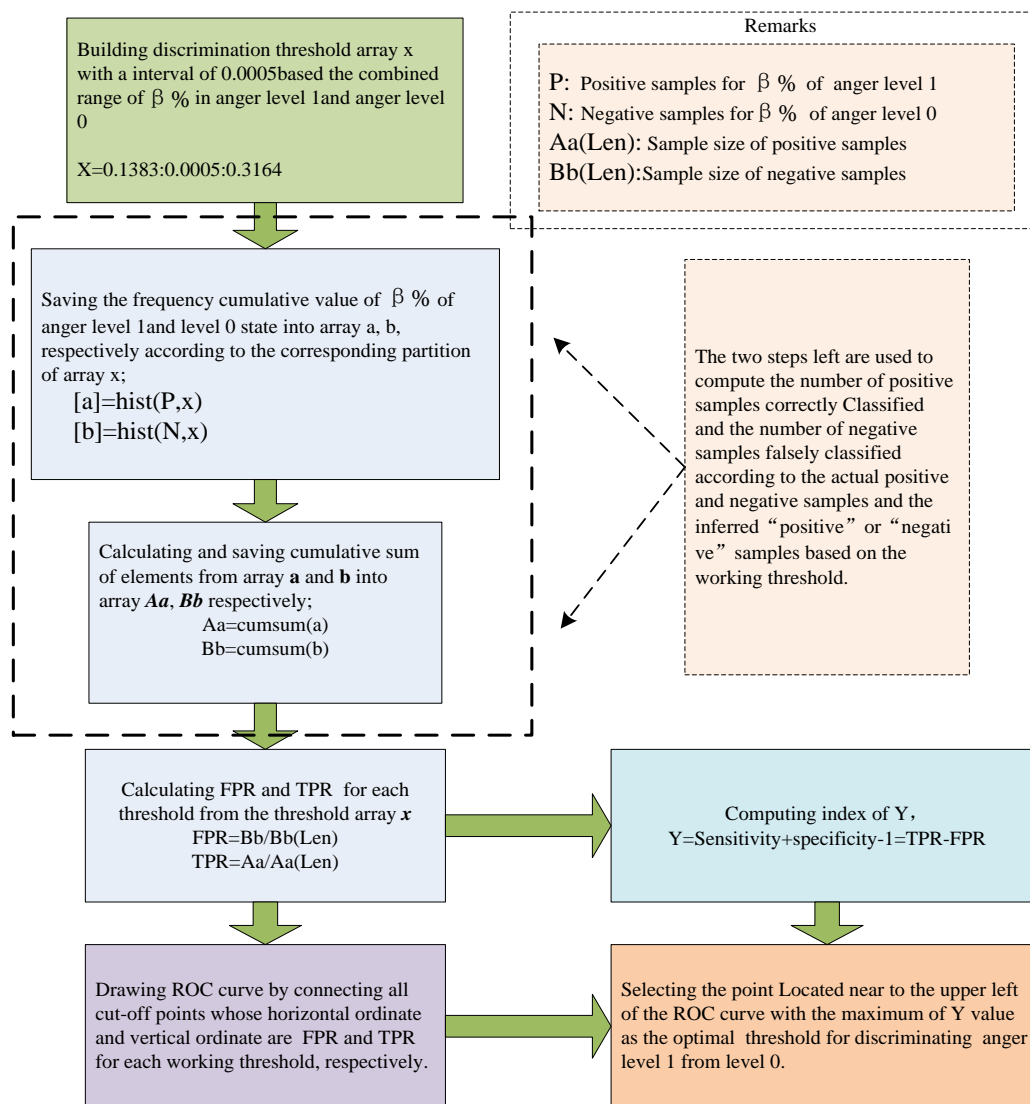 Building discrimination threshold array x
with a interval of 0.0005based the combined
range of β % in anger level 1and anger level
0
X=0.1383:0.0005:0.3164
Remarks
P: Positive samples for β % of anger level 1
N: Negative samples for β % of anger level 0
Aa(Len): Sample size of positive samples
Bb(Len):Sample size of negative samples
Saving the frequency cumulative value of β % of
anger level 1and level 0 state into array a, b,
respectively according to the corresponding partition
of array x;
[a]=hist(P,x)
[b]=hist(N,x)
The two steps left are used to
compute the number of positive
samples correctly Classified
and the number of negative
samples falsely classified
according to the actual positive
and negative samples and the
inferred “positive” or “negati
ve” samples based on the
working threshold.
Calculating and saving cumulative sum
of elements from array a and b into
array Aa, Bb respectively;
Aa=cumsum(a)
Bb=cumsum(b)
Calculating FPR and TPR for each
threshold from the threshold array x
FPR=Bb/Bb(Len)
TPR=Aa/Aa(Len)
Computing index of Y，
Y=Sensitivity+specificity-1=TPR-FPR
Drawing ROC curve by connecting all
cut-off points whose horizontal ordinate
and vertical ordinate are FPR and TPR
for each working threshold, respectively.
Selecting the point Located near to the upper left
of the ROC curve with the maximum of Y value
as the optimal threshold for discriminating anger
level 1 from level 0.